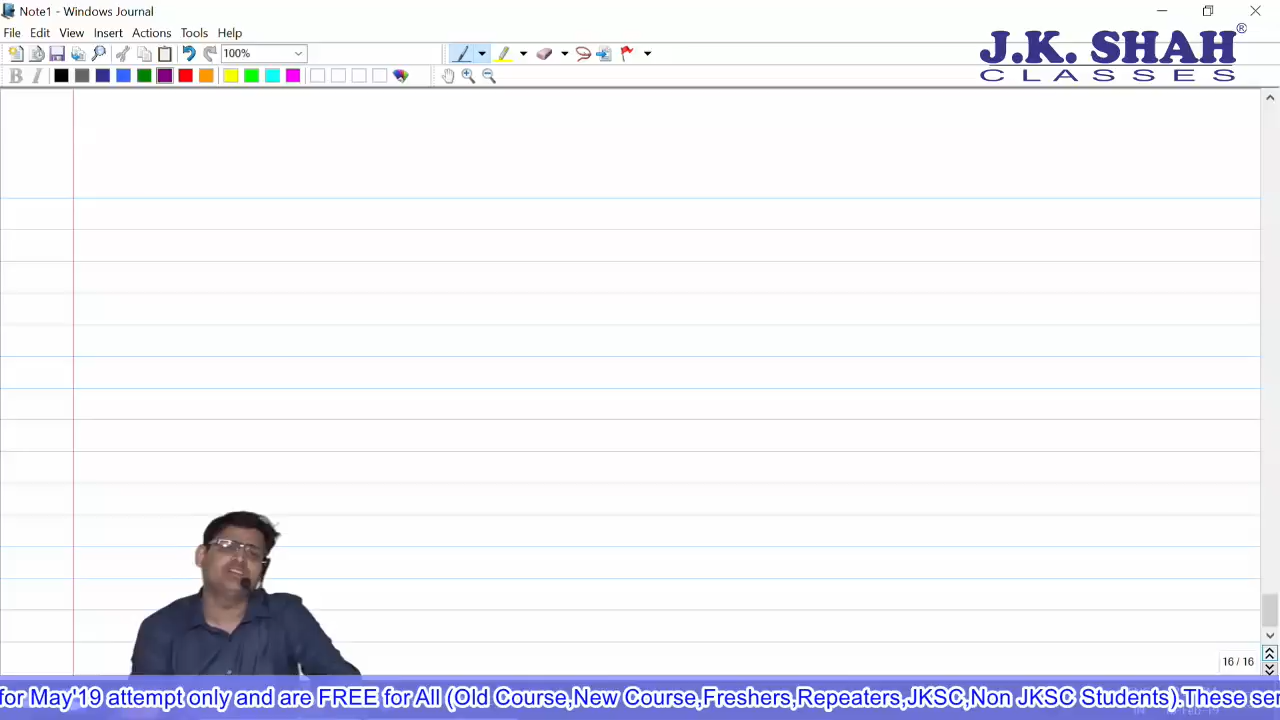 Note1 - Windows Journal
File Edit View Insert Actions Tools Help
100%
J.K. SHAH®
CLASSES
16 / 16
for May'19 attempt only and are FREE for All (Old Course,New Course,Freshers,Repeaters,JKSC,Non JKSC Students).These ser